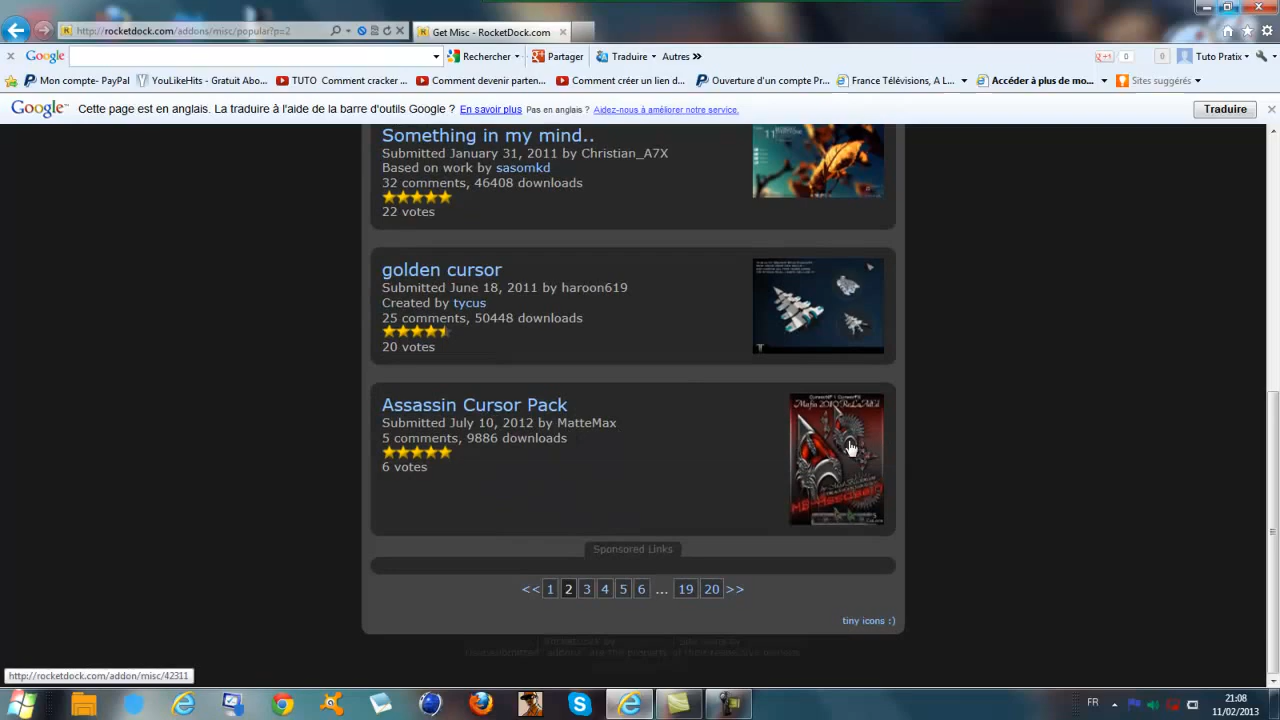 http://rocketdock.com/addons/misc/popular?p=2
Get Misc - RocketDock.com
Google
Rechercher
Partager
Traduire
Autres »
0
0
Tuto Pratix
Mon compte- PayPal
YouLikeHits - Gratuit Abo...
TUTO Comment cracker ...
Comment devenir parten...
Comment créer un lien d...
Ouverture d'un compte Pr...
France Télévisions, A L...
Accéder à plus de mo...
Sites suggérés
Google™ Cette page est en anglais. La traduire à l'aide de la barre d'outils Google ? En savoir plus Pas en anglais ? Aidez-nous à améliorer notre service.
Traduire
Something in my mind..
Submitted January 31, 2011 by Christian_A7X
Based on work by sasomkd
32 comments, 46408 downloads
22 votes
golden cursor
Submitted June 18, 2011 by haroon619
Created by tycus
25 comments, 50448 downloads
20 votes
Assassin Cursor Pack
Submitted July 10, 2012 by MatteMax
5 comments, 9886 downloads
6 votes
Sponsored Links
<< 1 2 3 4 5 6 ... 19 20 >>
tiny icons :)
http://rocketdock.com/addon/misc/42311
FR
21:08
11/02/2013